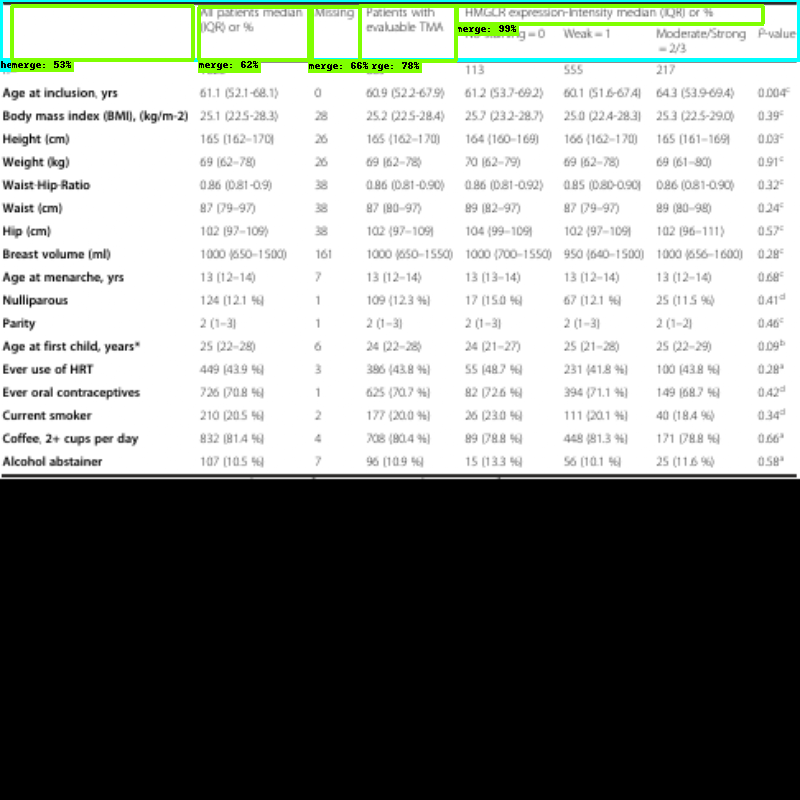 All patients median (IQR) or % Missing Patients with evaluable TMA HMGCR expression-Intensity median (IQR) or %
= 0 Weak = 1 Moderate/Strong = 2/3 P-value
merge: 53% merge: 62% merge: 66% rge: 78% merge: 99%
113 555 217
Age at inclusion, yrs 61.1 (52.1-68.1) 0 60.9 (52.2-67.9) 61.2 (53.7-69.2) 60.1 (51.6-67.4) 64.3 (53.9-69.4) 0.004c
Body mass index (BMI), (kg/m-2) 25.1 (22.5-28.3) 28 25.2 (22.5-28.4) 25.7 (23.2-28.7) 25.0 (22.4-28.3) 25.3 (22.5-29.0) 0.39c
Height (cm) 165 (162–170) 26 165 (162–170) 164 (160–169) 166 (162–170) 165 (161–169) 0.03c
Weight (kg) 69 (62–78) 26 69 (62–78) 70 (62–79) 69 (62–78) 69 (61–80) 0.91c
Waist-Hip-Ratio 0.86 (0.81-0.9) 38 0.86 (0.81-0.90) 0.86 (0.81-0.92) 0.85 (0.80-0.90) 0.86 (0.81-0.90) 0.32c
Waist (cm) 87 (79–97) 38 87 (80–97) 89 (82–97) 87 (79–97) 89 (80–98) 0.24c
Hip (cm) 102 (97–109) 38 102 (97–109) 104 (99–109) 102 (97–109) 102 (96–111) 0.57c
Breast volume (ml) 1000 (650–1500) 161 1000 (650–1550) 1000 (700–1550) 950 (640–1500) 1000 (656–1600) 0.28c
Age at menarche, yrs 13 (12–14) 7 13 (12–14) 13 (13–14) 13 (12–14) 13 (12–14) 0.68c
Nulliparous 124 (12.1 %) 1 109 (12.3 %) 17 (15.0 %) 67 (12.1 %) 25 (11.5 %) 0.41d
Parity 2 (1–3) 1 2 (1–3) 2 (1–3) 2 (1–3) 2 (1–2) 0.46c
Age at first child, years* 25 (22–28) 6 24 (22–28) 24 (21–27) 25 (21–28) 25 (22–29) 0.09b
Ever use of HRT 449 (43.9 %) 3 386 (43.8 %) 55 (48.7 %) 231 (41.8 %) 100 (43.8 %) 0.28a
Ever oral contraceptives 726 (70.8 %) 1 625 (70.7 %) 82 (72.6 %) 394 (71.1 %) 149 (68.7 %) 0.42d
Current smoker 210 (20.5 %) 2 177 (20.0 %) 26 (23.0 %) 111 (20.1 %) 40 (18.4 %) 0.34d
Coffee, 2+ cups per day 832 (81.4 %) 4 708 (80.4 %) 89 (78.8 %) 448 (81.3 %) 171 (78.8 %) 0.66a
Alcohol abstainer 107 (10.5 %) 7 96 (10.9 %) 15 (13.3 %) 56 (10.1 %) 25 (11.6 %) 0.58a